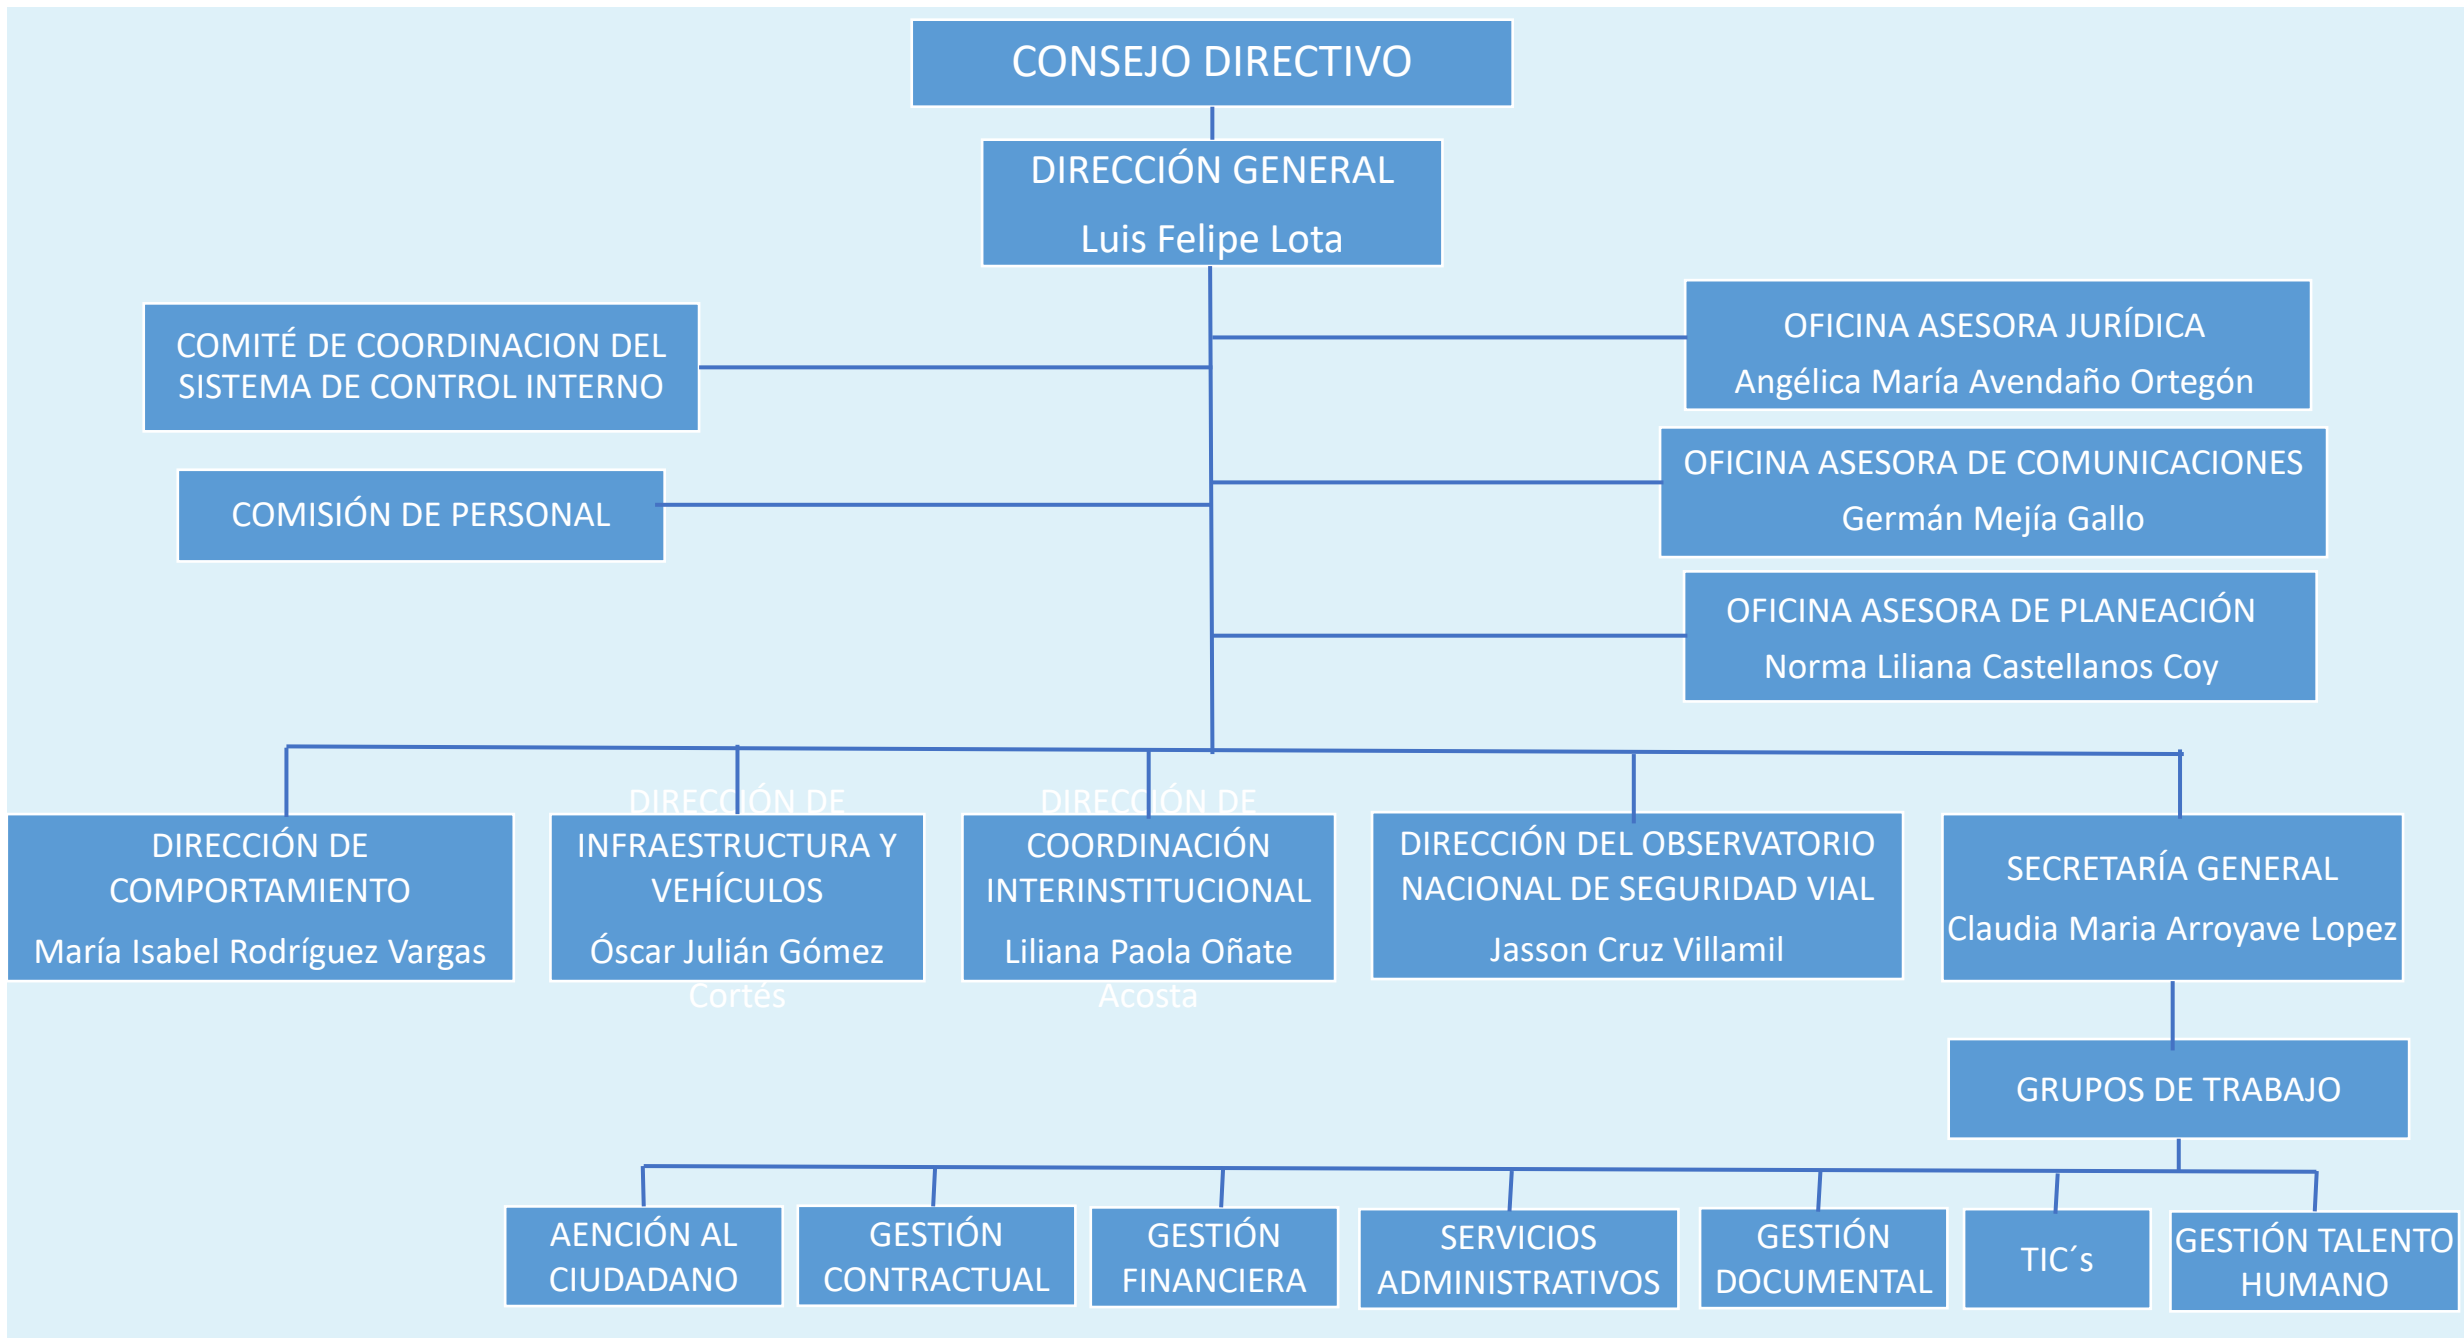 CONSEJO DIRECTIVO
DIRECCIÓN GENERAL
Luis Felipe Lota
COMITÉ DE COORDINACION DEL
SISTEMA DE CONTROL INTERNO
COMISIÓN DE PERSONAL
OFICINA ASESORA JURÍDICA
Angélica María Avendaño Ortegón
OFICINA ASESORA DE COMUNICACIONES
Germán Mejía Gallo
OFICINA ASESORA DE PLANEACIÓN
Norma Liliana Castellanos Coy
DIRECCIÓN DE
COMPORTAMIENTO
María Isabel Rodríguez Vargas
DIRECCIÓN DE
INFRAESTRUCTURA Y
VEHÍCULOS
Óscar Julián Gómez
Cortés
DIRECCIÓN DE
COORDINACIÓN
INTERINSTITUCIONAL
Liliana Paola Oñate
Acosta
DIRECCIÓN DEL OBSERVATORIO
NACIONAL DE SEGURIDAD VIAL
Jasson Cruz Villamil
SECRETARÍA GENERAL
Claudia Maria Arroyave Lopez
GRUPOS DE TRABAJO
AENCIÓN AL
CIUDADANO
GESTIÓN
CONTRACTUAL
GESTIÓN
FINANCIERA
SERVICIOS
ADMINISTRATIVOS
GESTIÓN
DOCUMENTAL
TIC´s
GESTIÓN TALENTO
HUMANO